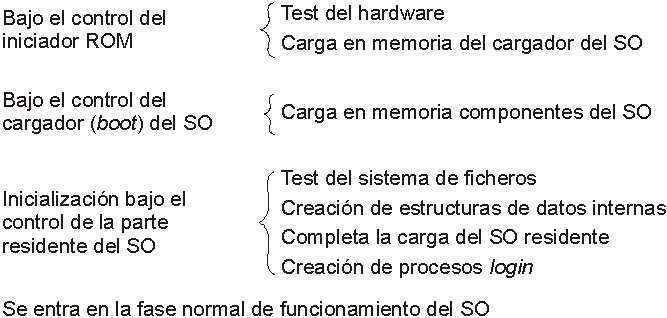 Bajo el control del
iniciador ROM
Test del hardware
Carga en memoria del cargador del SO
Bajo el control del
cargador (boot) del SO
Carga en memoria componentes del SO
Inicialización bajo el
control de la parte
residente del SO
Test del sistema de ficheros
Creación de estructuras de datos internas
Completa la carga del SO residente
Creación de procesos login
Se entra en la fase normal de funcionamiento del SO